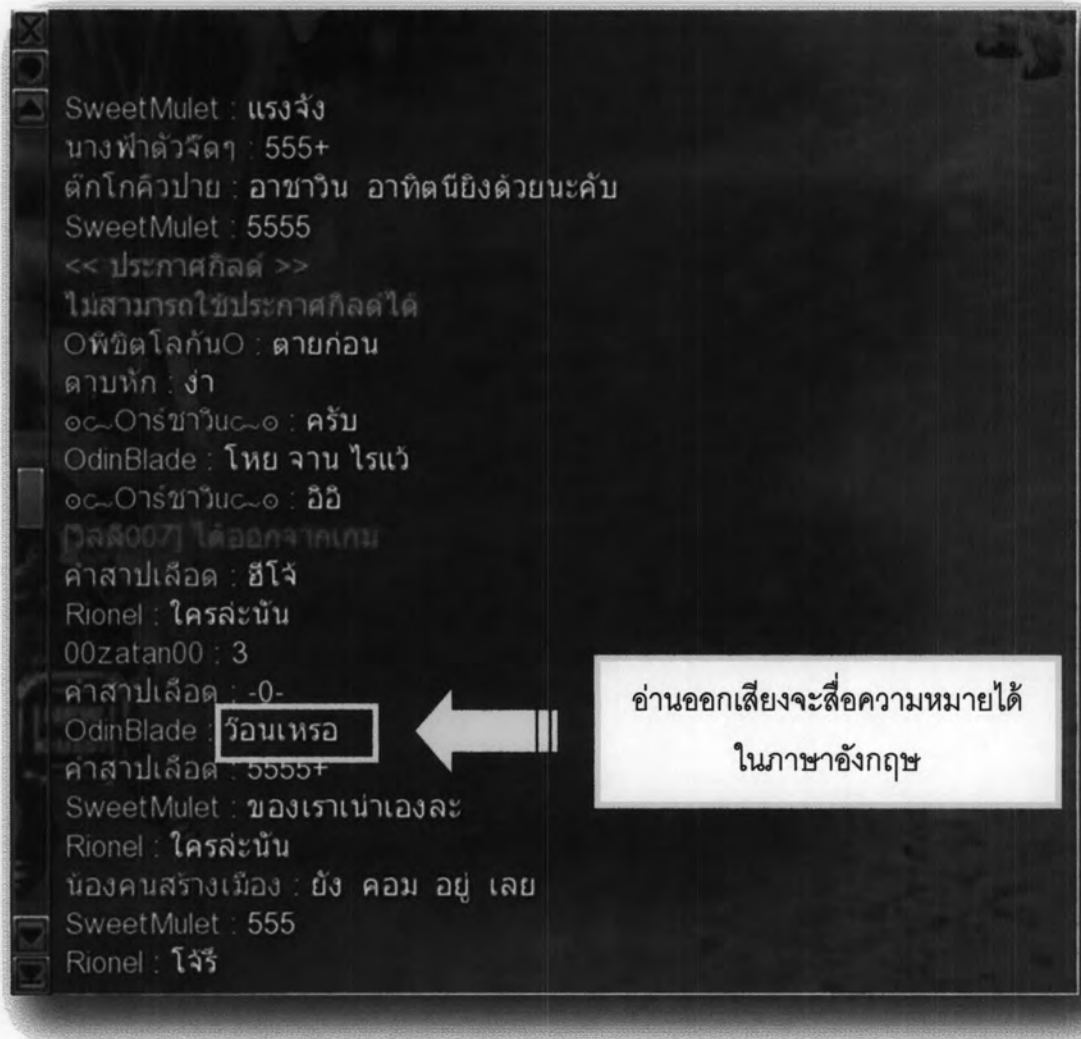 SweetMulet : แรงจัง
นางฟ้าตัวจี๊ดๆ : 555+
ต๊กโกคิวปาย : อาชาวิน อาทิตนียิงด้วยนะคับ
SweetMulet : 5555
<< ประกาศกิลด์ >>
ไม่สามารถใช้ประกาศกิลด์ได้
OพิชิตโลกันO : ตายก่อน
ดาบหัก : ง่า
๐c~Oาร์ชาวินc~๐ : ครับ
OdinBlade : โหย จาน ไรแว้
๐c~Oาร์ชาวินc~๐ : อิอิ
007] ได้ออกจากเกม
คำสาปเลือด : ฮีโจ้
Rionel : ใครล่ะนั่น
00zatan00 : 3
คำสาปเลือด : -0-
OdinBlade : ว๊อนเหรอ
คำสาปเลือด : 5555+
SweetMulet : ของเราเน่าเองละ
Rionel : ใครล่ะนั่น
น้องคนสร้างเมือง : ยัง คอม อยู่ เลย
SweetMulet : 555
Rionel : โจ้รึ
อ่านออกเสียงจะสื่อความหมายได้
ในภาษาอังกฤษ